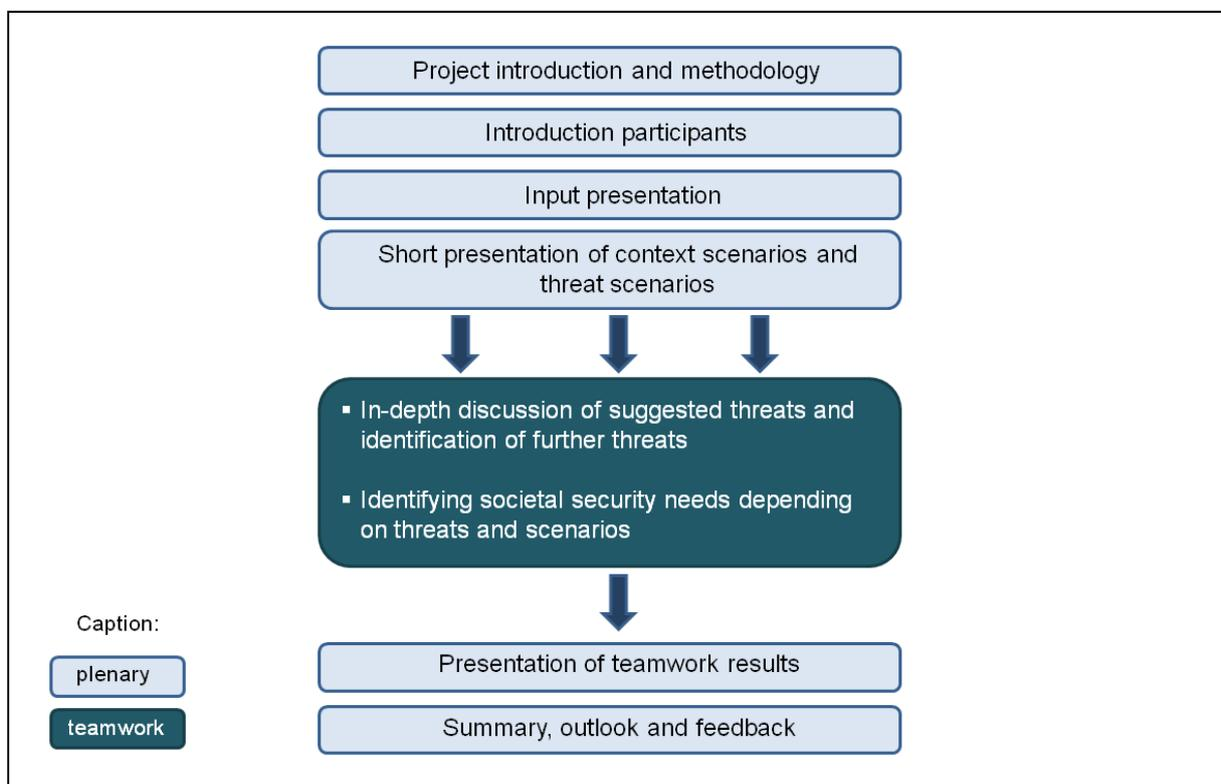 Project introduction and methodology
Introduction participants
Input presentation
Short presentation of context scenarios and
threat scenarios
▪ In-depth discussion of suggested threats and
identification of further threats
▪ Identifying societal security needs depending
on threats and scenarios
Caption:
plenary
teamwork
Presentation of teamwork results
Summary, outlook and feedback